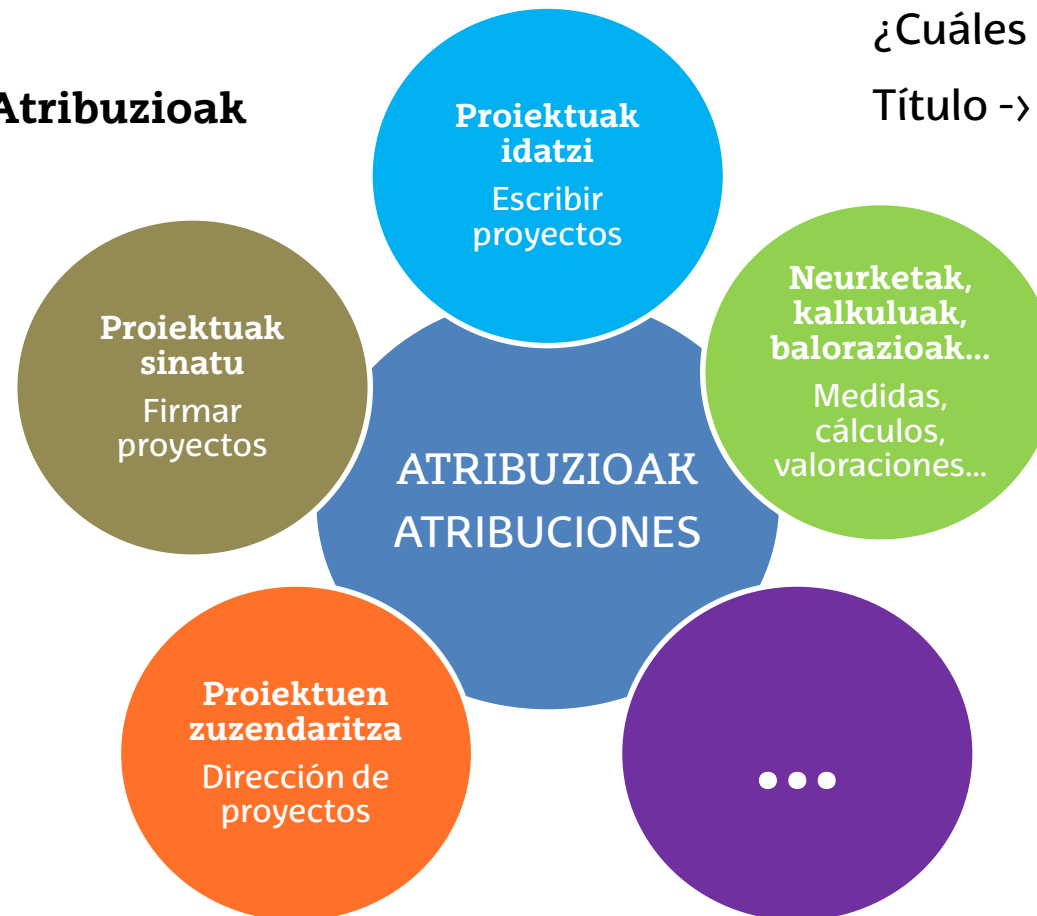 ¿Cuáles
Atribuzioak
Título ->
Proiektuak
idatzi
Escribir
proyectos
Neurketak,
kalkuluak,
balorazioak...
Medidas,
cálculos,
valoraciones...
Proiektuak
sinatu
Firmar
proyectos
ATRIBUZIOAK
ATRIBUCIONES
Proiektuen
zuzendaritza
Dirección de
proyectos
...